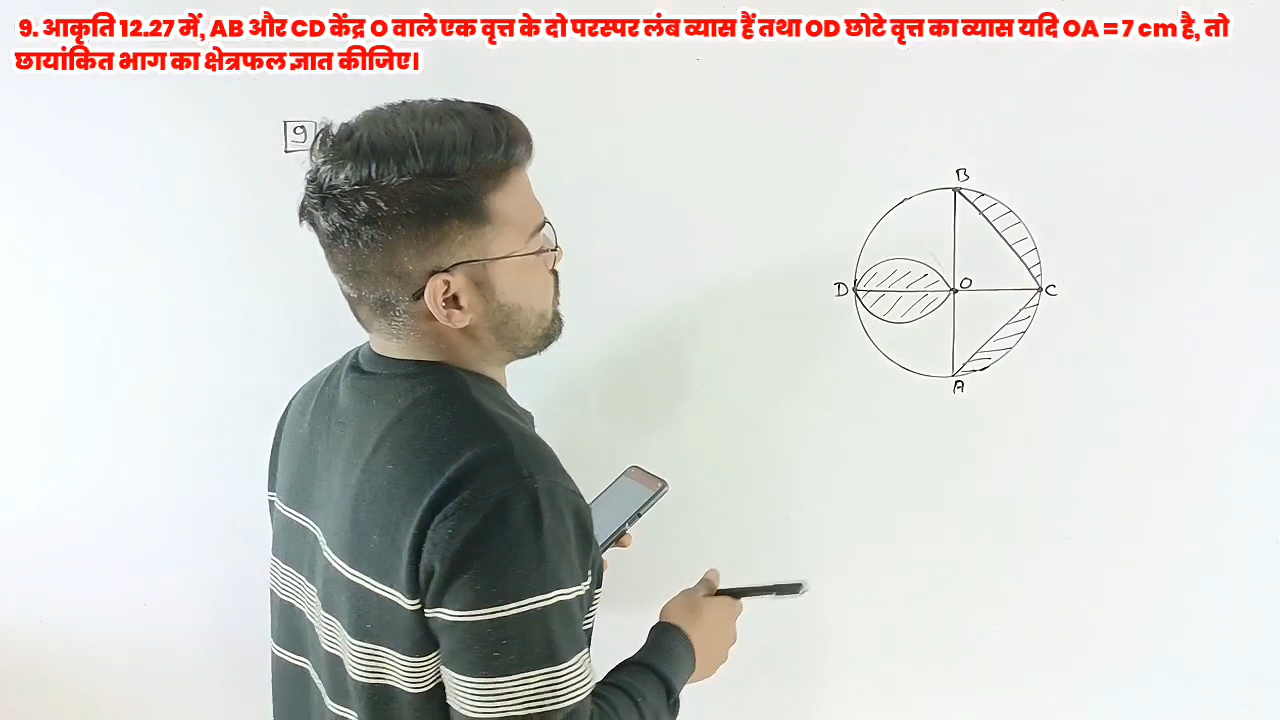 9. आकृति 12.27 में, AB और CD केंद्र O वाले एक वृत्त के दो परस्पर लंब व्यास हैं तथा OD छोटे वृत्त का व्यास यदि OA = 7 cm है, तो
छायांकित भाग का क्षेत्रफल ज्ञात कीजिए।
9
B
D
O
C
A